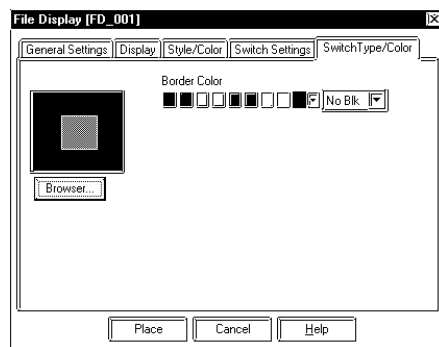 File Display [FD_001]
General Settings Display Style/Color Switch Settings SwitchType/Color
Border Color
No Blk
Browser...
Place Cancel Help